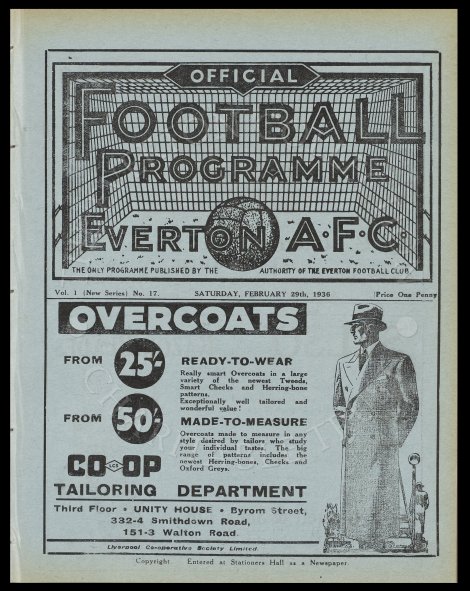 OFFICIAL
FOOTBALL
PROGRAMME
EVERTON A.F.C.
THE ONLY PROGRAMME PUBLISHED BY THE AUTHORITY OF THE EVERTON FOOTBALL CLUB.
Vol. 1 (New Series) No. 17. SATURDAY, FEBRUARY 29th, 1936 Price One Penny
OVERCOATS
FROM 25/- READY-TO-WEAR
Really smart Overcoats in a large
variety of the newest Tweeds,
Smart Checks and Herring-bone
patterns.
Exceptionally well tailored and
wonderful value!
FROM 50/- MADE-TO-MEASURE
Overcoats made to measure in any
style desired by tailors who study
your individual tastes. The big
range of patterns includes the
newest Herring-bones, Checks and
Oxford Greys.
CO-OP
TAILORING DEPARTMENT
Third Floor • UNITY HOUSE • Byrom Street,
332-4 Smithdown Road,
151-3 Walton Road.
Liverpool Co-operative Society Limited.
Copyright Entered at Stationers Hall as a Newspaper.